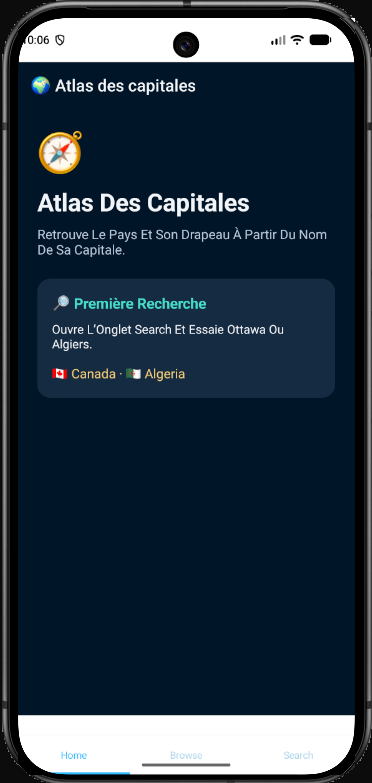 10:06
Atlas des capitales
Atlas Des Capitales
Retrouve Le Pays Et Son Drapeau À Partir Du Nom
De Sa Capitale.
Première Recherche
Ouvre L’Onglet Search Et Essaie Ottawa Ou
Algiers.
Canada · Algeria
Home Browse Search